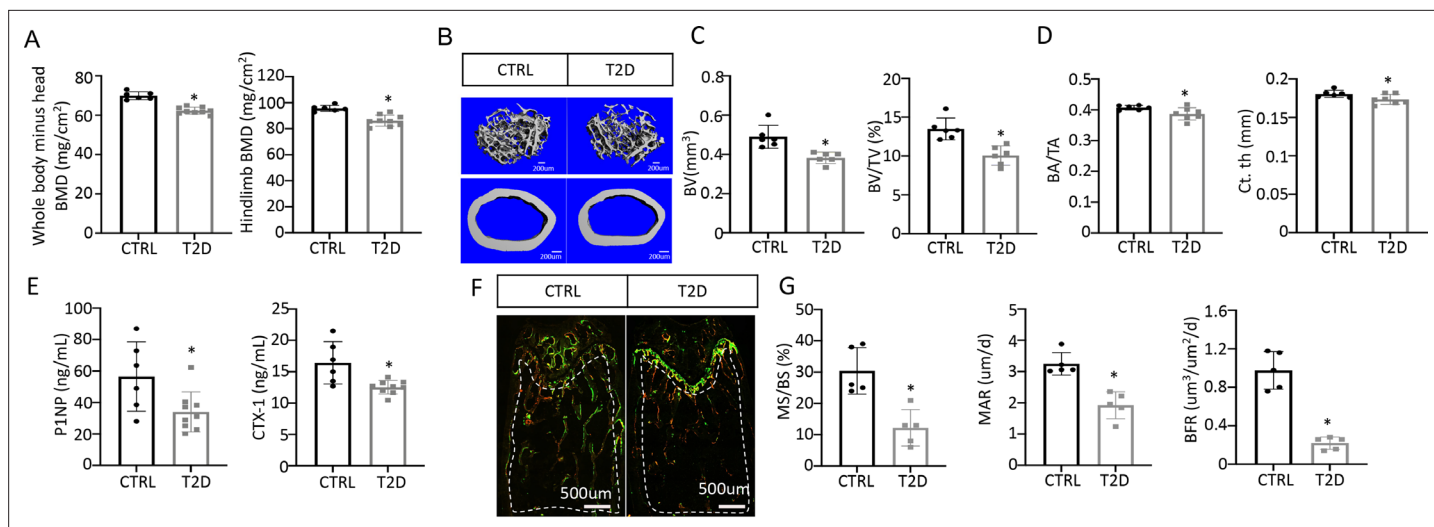 A
Whole body minus head
BMD (mg/cm²)
80
60
40
20
0
*
CTRL
T2D
Hindlimb BMD (mg/cm²)
120
100
80
60
40
20
0
*
CTRL
T2D
B
CTRL
T2D
200um
200um
200um
200um
C
BV(mm³)
0.8
0.6
0.4
0.2
0
*
CTRL
T2D
BV/TV (%)
20
15
10
5
0
*
CTRL
T2D
D
BA/TA
0.5
0.4
0.3
0.2
0.1
0
*
CTRL
T2D
Ct. th (mm)
0.2
0.15
0.10
0.05
0
*
CTRL
T2D
E
P1NP (ng/mL)
100
80
60
40
20
0
*
CTRL
T2D
CTX-1 (ng/mL)
25
20
15
10
5
0
*
CTRL
T2D
F
CTRL
T2D
500um
500um
G
MS/BS (%)
50
40
30
20
10
0
*
CTRL
T2D
MAR (um/d)
5
4
3
2
1
0
*
CTRL
T2D
BFR (um³/um²/d)
1.6
1.2
0.8
0.4
0
*
CTRL
T2D